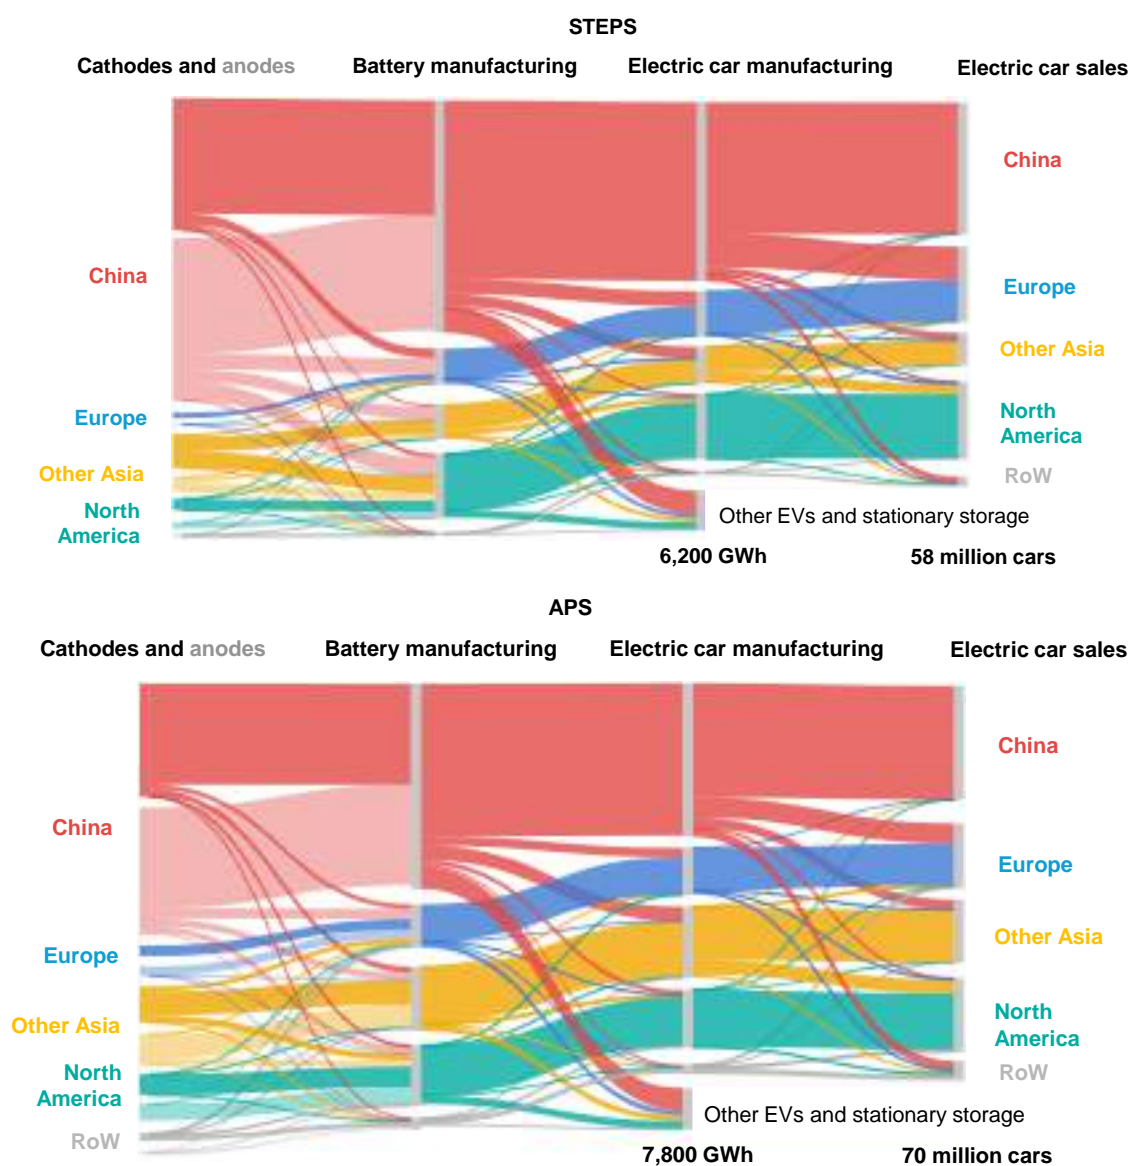 STEPS
Cathodes and anodes
Battery manufacturing
Electric car manufacturing
Electric car sales
China
China
Europe
Europe
Other Asia
Other Asia
North
America
North
America
RoW
Other EVs and stationary storage
6,200 GWh
58 million cars
APS
Cathodes and anodes
Battery manufacturing
Electric car manufacturing
Electric car sales
China
China
Europe
Europe
Other Asia
Other Asia
North
America
North
America
RoW
RoW
Other EVs and stationary storage
7,800 GWh
70 million cars